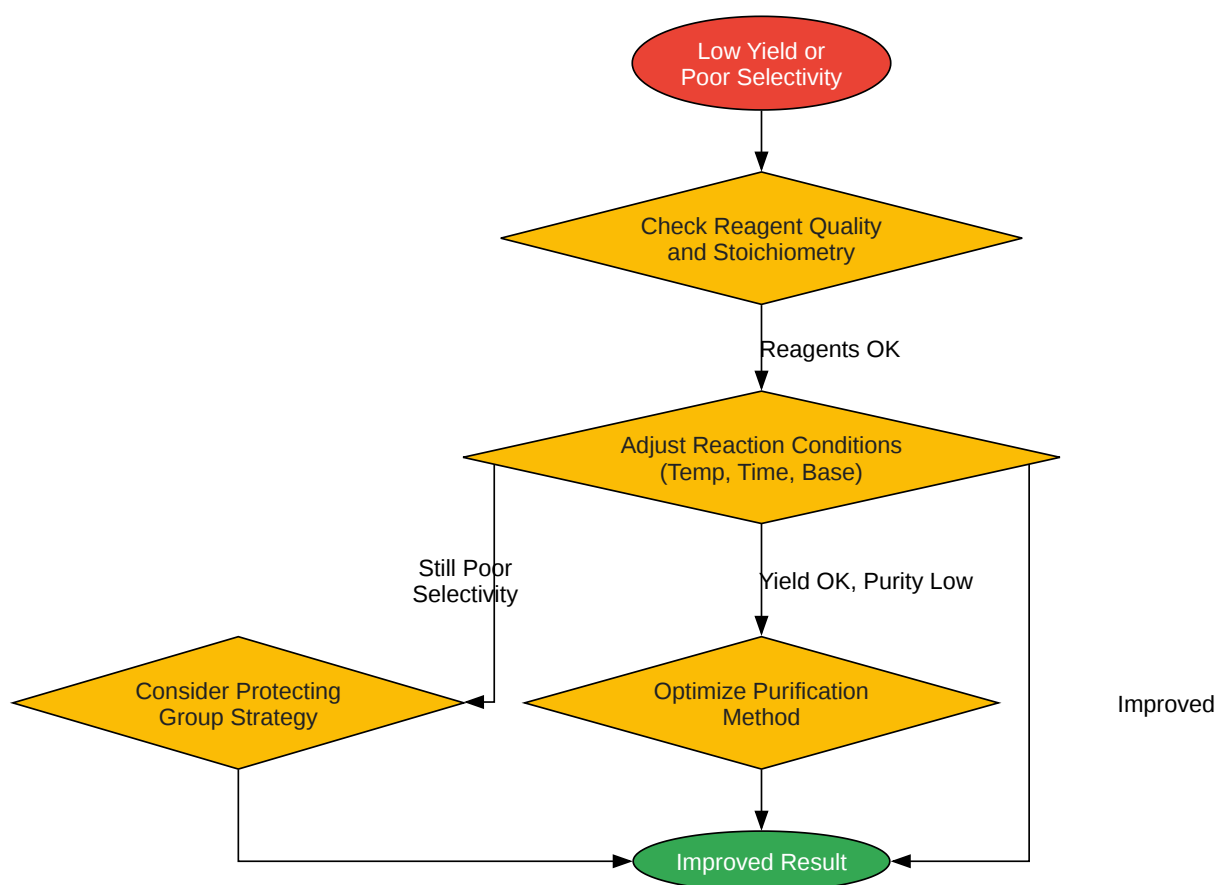 Low Yield or
Poor Selectivity
Check Reagent Quality
and Stoichiometry
Reagents OK
Adjust Reaction Conditions
(Temp, Time, Base)
Still Poor
Selectivity
Yield OK, Purity Low
Consider Protecting
Group Strategy
Optimize Purification
Method
Improved
Improved Result